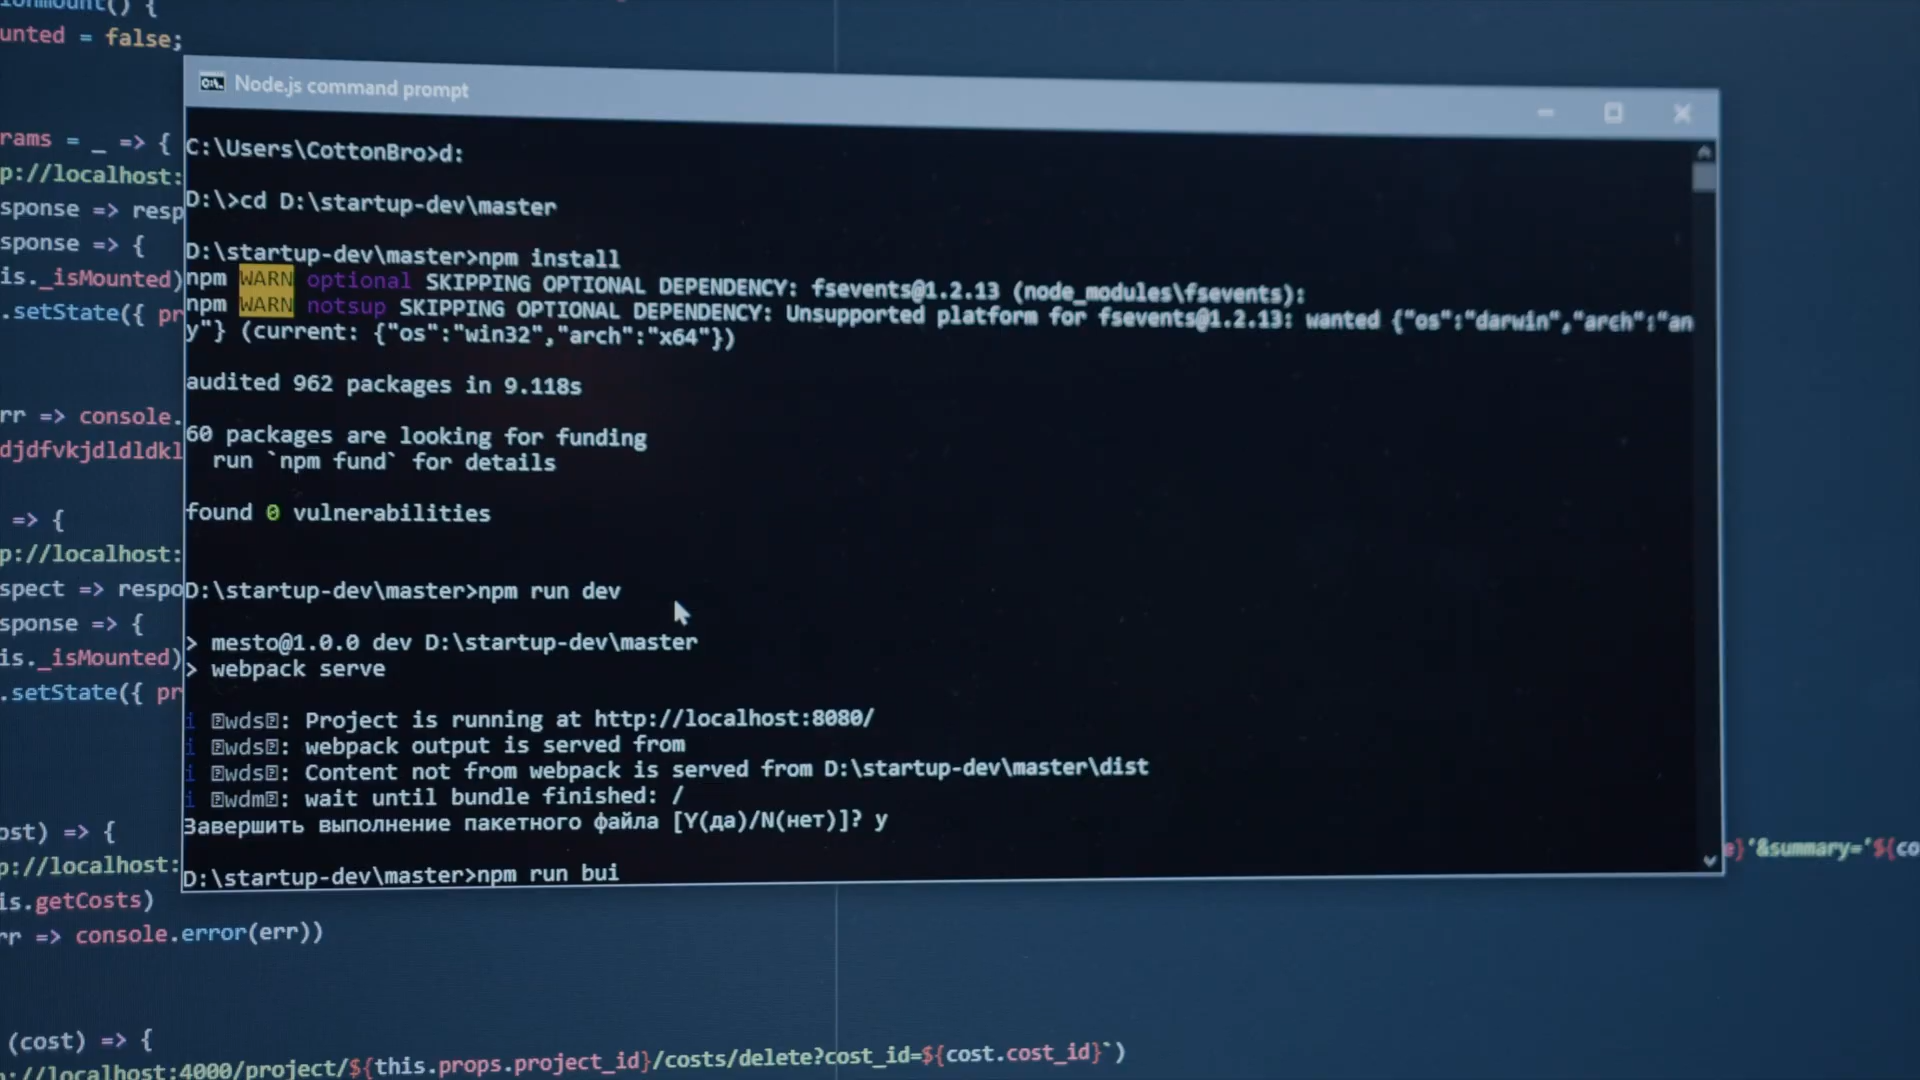 unted = false;
Node.js command prompt
C:\Users\CottonBro>d:
rams = _ => {
p://localhost:
D:\>cd D:\startup-dev\master
sponse => resp
sponse => {
D:\startup-dev\master>npm install
is._isMounted)
npm WARN optional SKIPPING OPTIONAL DEPENDENCY: fsevents@1.2.13 (node_modules\fsevents):
.setState({ pr
npm WARN notsup SKIPPING OPTIONAL DEPENDENCY: Unsupported platform for fsevents@1.2.13: wanted {"os":"darwin","arch":"an
y"} (current: {"os":"win32","arch":"x64"})
audited 962 packages in 9.118s
rr => console.
60 packages are looking for funding
djdfvkjdldldkl
run `npm fund` for details
found 0 vulnerabilities
=> {
p://localhost:
spect => respo
D:\startup-dev\master>npm run dev
sponse => {
> mesto@1.0.0 dev D:\startup-dev\master
is._isMounted)
> webpack serve
.setState({ pr
i wds: Project is running at http://localhost:8080/
i wds: webpack output is served from
i wds: Content not from webpack is served from D:\startup-dev\master\dist
i wdm: wait until bundle finished: /
Завершить выполнение пакетного файла [Y(да)/N(нет)]? y
ost) => {
}'&summary='${co
p://localhost:
D:\startup-dev\master>npm run bui
is.getCosts)
rr => console.error(err))
(cost) => {
p://localhost:4000/project/${this.props.project_id}/costs/delete?cost_id=${cost.cost_id}`)